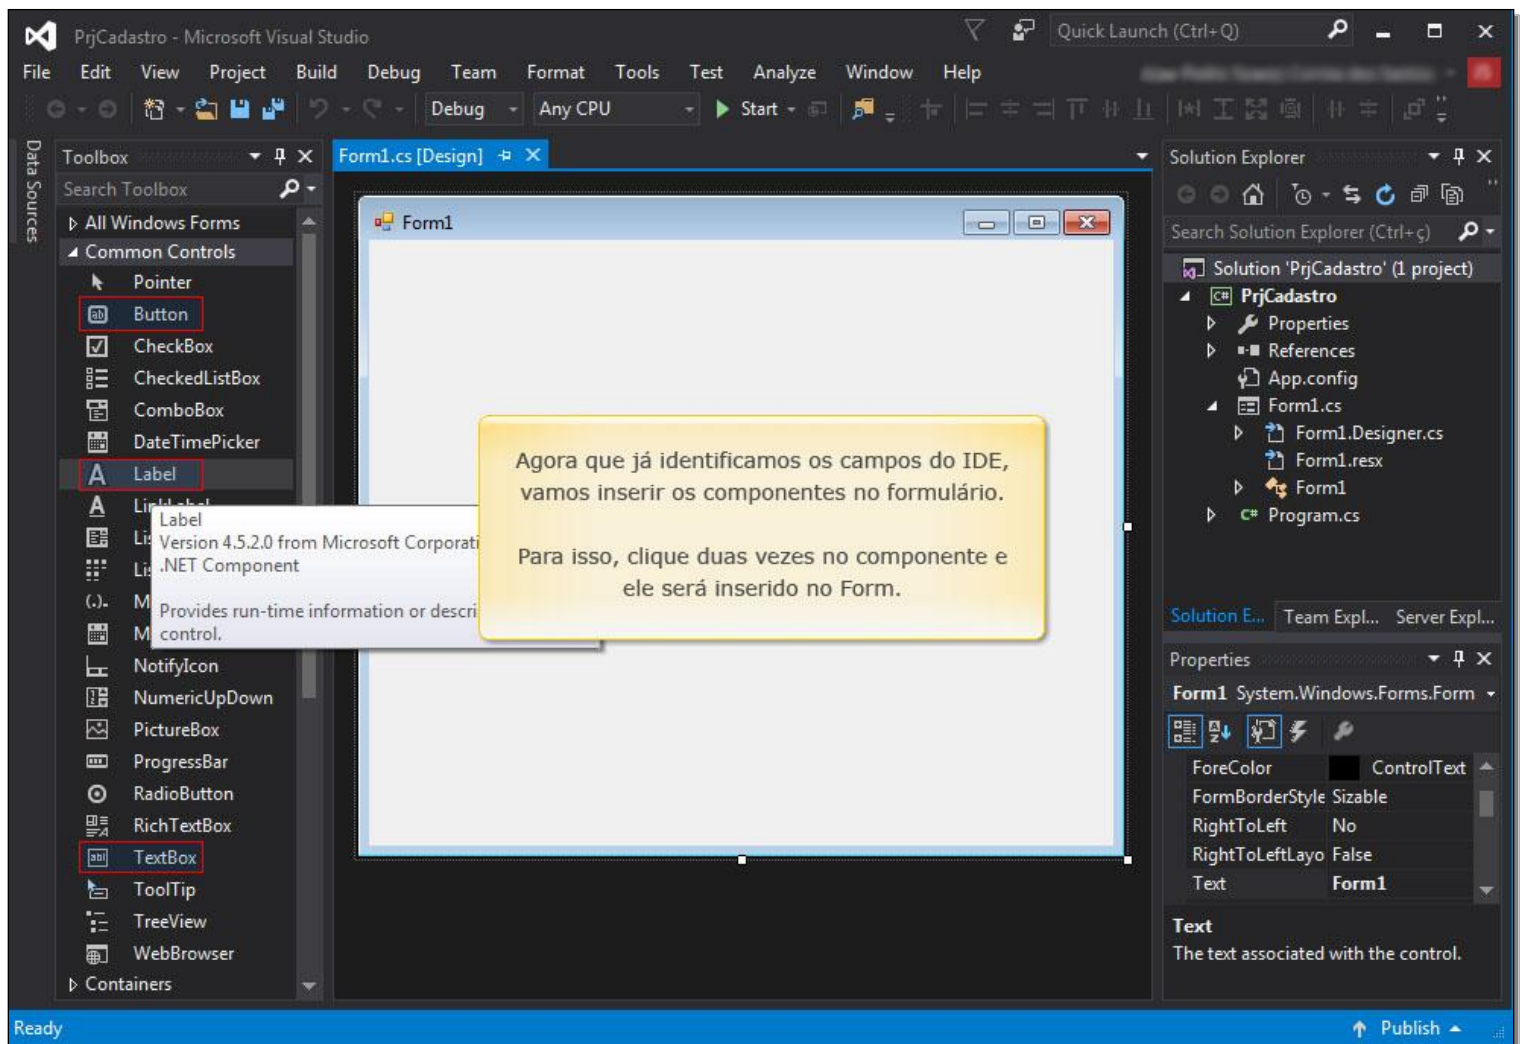 PrjCadastro - Microsoft Visual Studio
Quick Launch (Ctrl+Q)
File Edit View Project Build Debug Team Format Tools Test Analyze Window Help
Debug Any CPU Start
Data Sources
Toolbox
Search Toolbox
All Windows Forms
Common Controls
Pointer
Button
CheckBox
CheckedListBox
ComboBox
DateTimePicker
Label
NotifyIcon
NumericUpDown
PictureBox
ProgressBar
RadioButton
RichTextBox
TextBox
ToolTip
TreeView
WebBrowser
Containers
Label
Version 4.5.2.0 from Microsoft
.NET Component
Provides run-time information or
control.
Form1.cs [Design]
Form1
Agora que já identificamos os campos do IDE,
vamos inserir os componentes no formulário.
Para isso, clique duas vezes no componente e
ele será inserido no Form.
Solution Explorer
Search Solution Explorer (Ctrl+ç)
Solution 'PrjCadastro' (1 project)
PrjCadastro
Properties
References
App.config
Form1.cs
Form1.Designer.cs
Form1.resx
Form1
Program.cs
Solution E... Team Expl... Server Expl...
Properties
Form1 System.Windows.Forms.Form
ForeColor ControlText
FormBorderStyle Sizable
RightToLeft No
RightToLeftLayo False
Text Form1
Text
The text associated with the control.
Ready
Publish